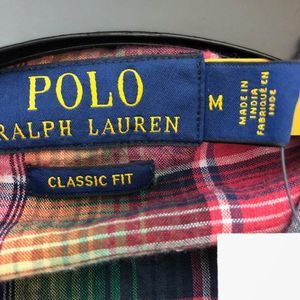 POLO
RALPH LAUREN
M
MADE IN
INDIA
FABRIQUÉ EN
INDE
CLASSIC FIT